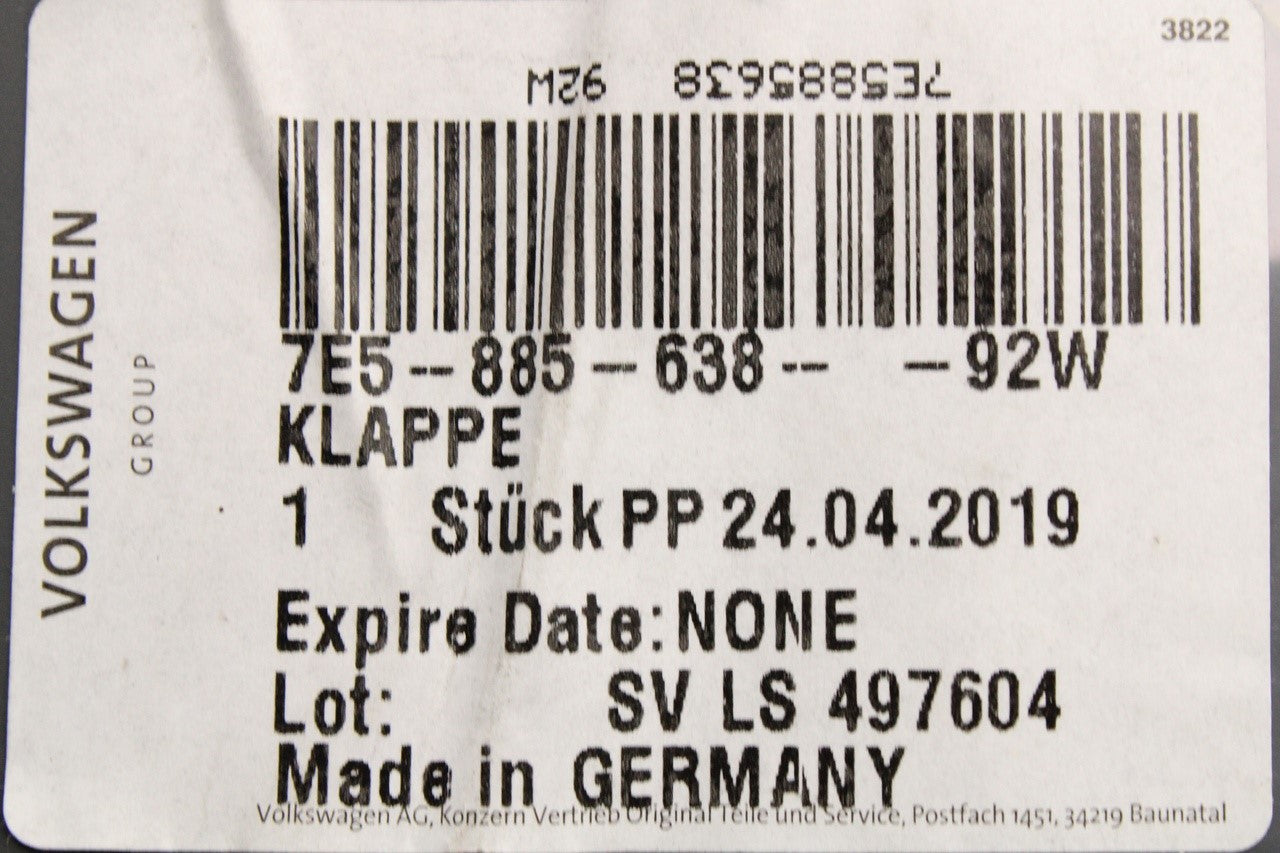 3822
7E5885638 92W
7E5--885-638-- -92W
KLAPPE
1 Stück PP 24.04.2019
Expire Date:NONE
Lot: SV LS 497604
Made in GERMANY
Volkswagen AG, Konzern Vertrieb Original Teile und Service, Postfach 1451, 34219 Baunatal
VOLKSWAGEN
GROUP